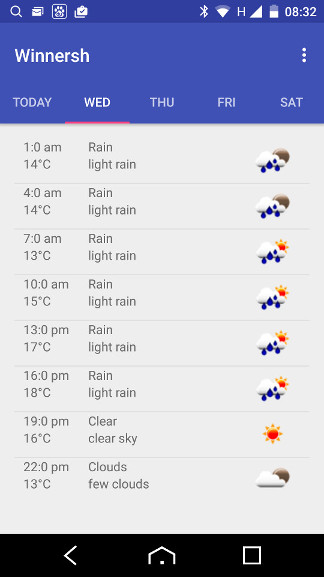 H 08:32
Winnersh
TODAY WED THU FRI SAT
1:0 am Rain
14°C light rain
4:0 am Rain
14°C light rain
7:0 am Rain
13°C light rain
10:0 am Rain
15°C light rain
13:0 pm Rain
17°C light rain
16:0 pm Rain
18°C light rain
19:0 pm Clear
16°C clear sky
22:0 pm Clouds
13°C few clouds